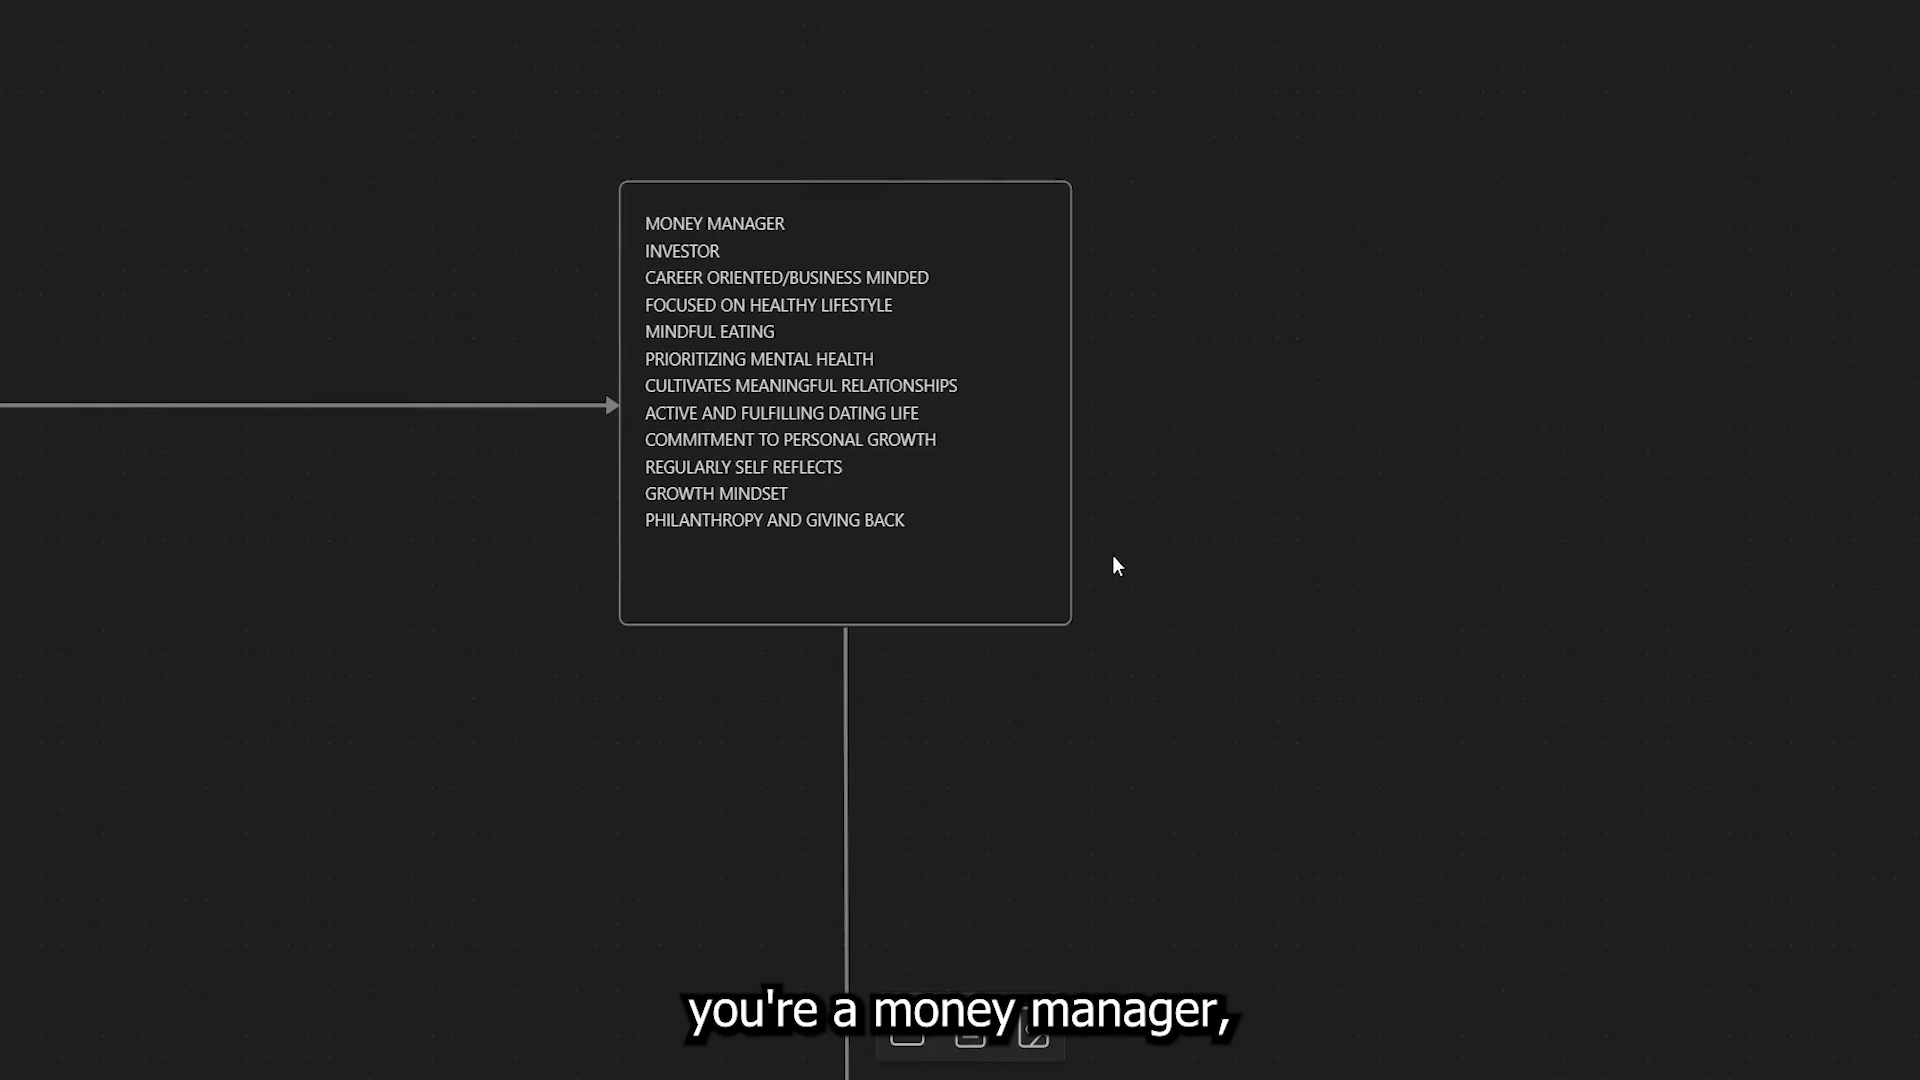 MONEY MANAGER
INVESTOR
CAREER ORIENTED/BUSINESS MINDED
FOCUSED ON HEALTHY LIFESTYLE
MINDFUL EATING
PRIORITIZING MENTAL HEALTH
CULTIVATES MEANINGFUL RELATIONSHIPS
ACTIVE AND FULFILLING DATING LIFE
COMMITMENT TO PERSONAL GROWTH
REGULARLY SELF REFLECTS
GROWTH MINDSET
PHILANTHROPY AND GIVING BACK
you're a money manager,